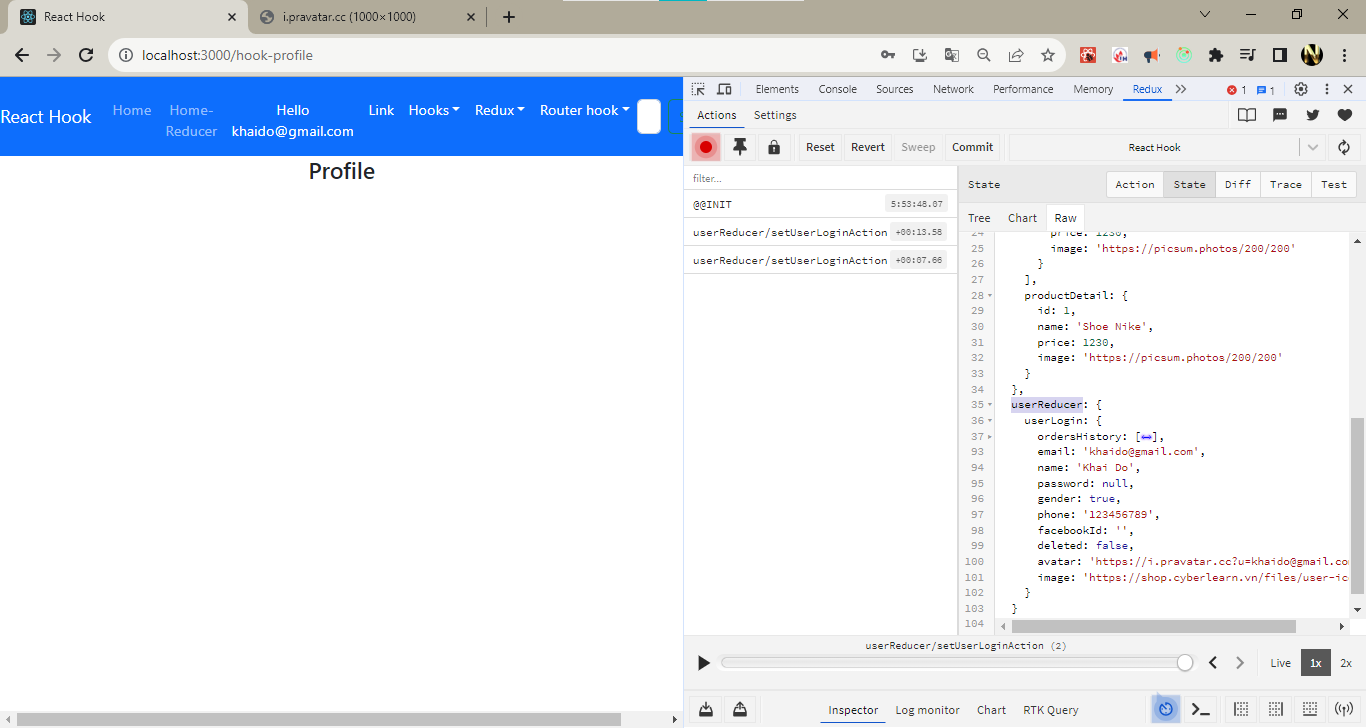 React Hook
i.pravatar.cc (1000×1000)
localhost:3000/hook-profile
React Hook
Home
Home-
Reducer
Hello
khaido@gmail.com
Link
Hooks
Redux
Router hook
Profile
Elements
Console
Sources
Network
Performance
Memory
Redux
1
1
Actions
Settings
Reset
Revert
Sweep
Commit
React Hook
filter...
@@INIT 5:53:48.07
userReducer/setUserLoginAction +00:13.58
userReducer/setUserLoginAction +00:07.66
State
Action
State
Diff
Trace
Test
Tree
Chart
Raw
24 price: 1230,
25 image: 'https://picsum.photos/200/200'
26 }
27 ],
28 productDetail: {
29 id: 1,
30 name: 'Shoe Nike',
31 price: 1230,
32 image: 'https://picsum.photos/200/200'
33 }
34 },
35 userReducer: {
36 userLogin: {
37 ordersHistory: [↔],
93 email: 'khaido@gmail.com',
94 name: 'Khai Do',
95 password: null,
96 gender: true,
97 phone: '123456789',
98 facebookId: '',
99 deleted: false,
100 avatar: 'https://i.pravatar.cc?u=khaido@gmail.co
101 image: 'https://shop.cyberlearn.vn/files/user-ic
102 }
103 }
104
userReducer/setUserLoginAction (2)
Live
1x
2x
Inspector
Log monitor
Chart
RTK Query